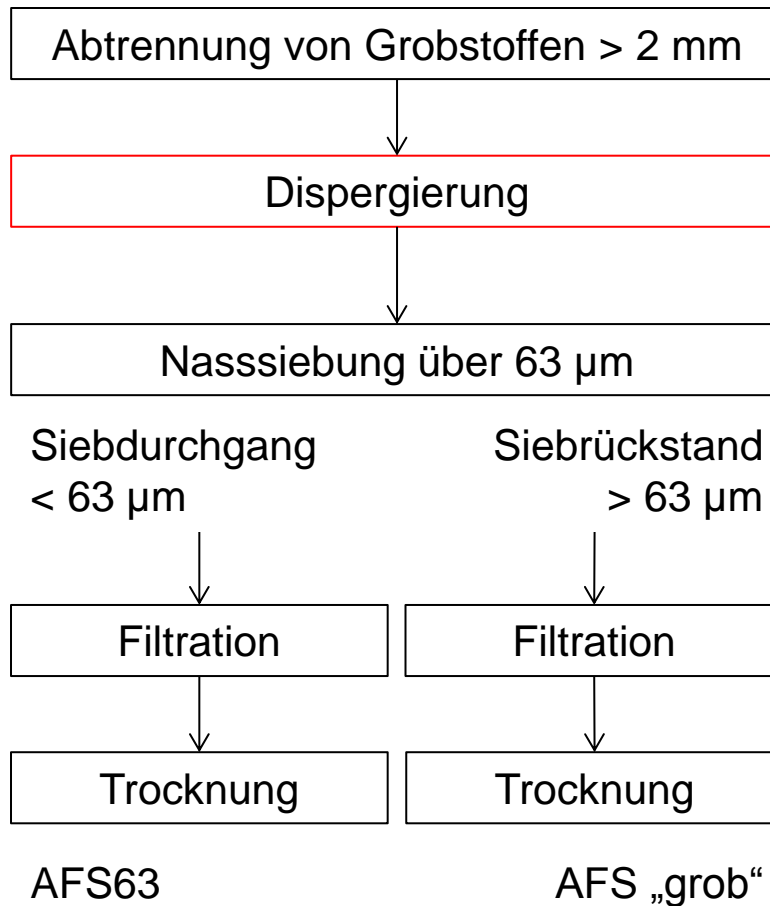 Abtrennung von Grobstoffen > 2 mm
Dispergierung
Nasssiebung über 63 µm
Siebdurchgang
< 63 µm
Siebrückstand
> 63 µm
Filtration
Filtration
Trocknung
Trocknung
AFS63
AFS „grob“